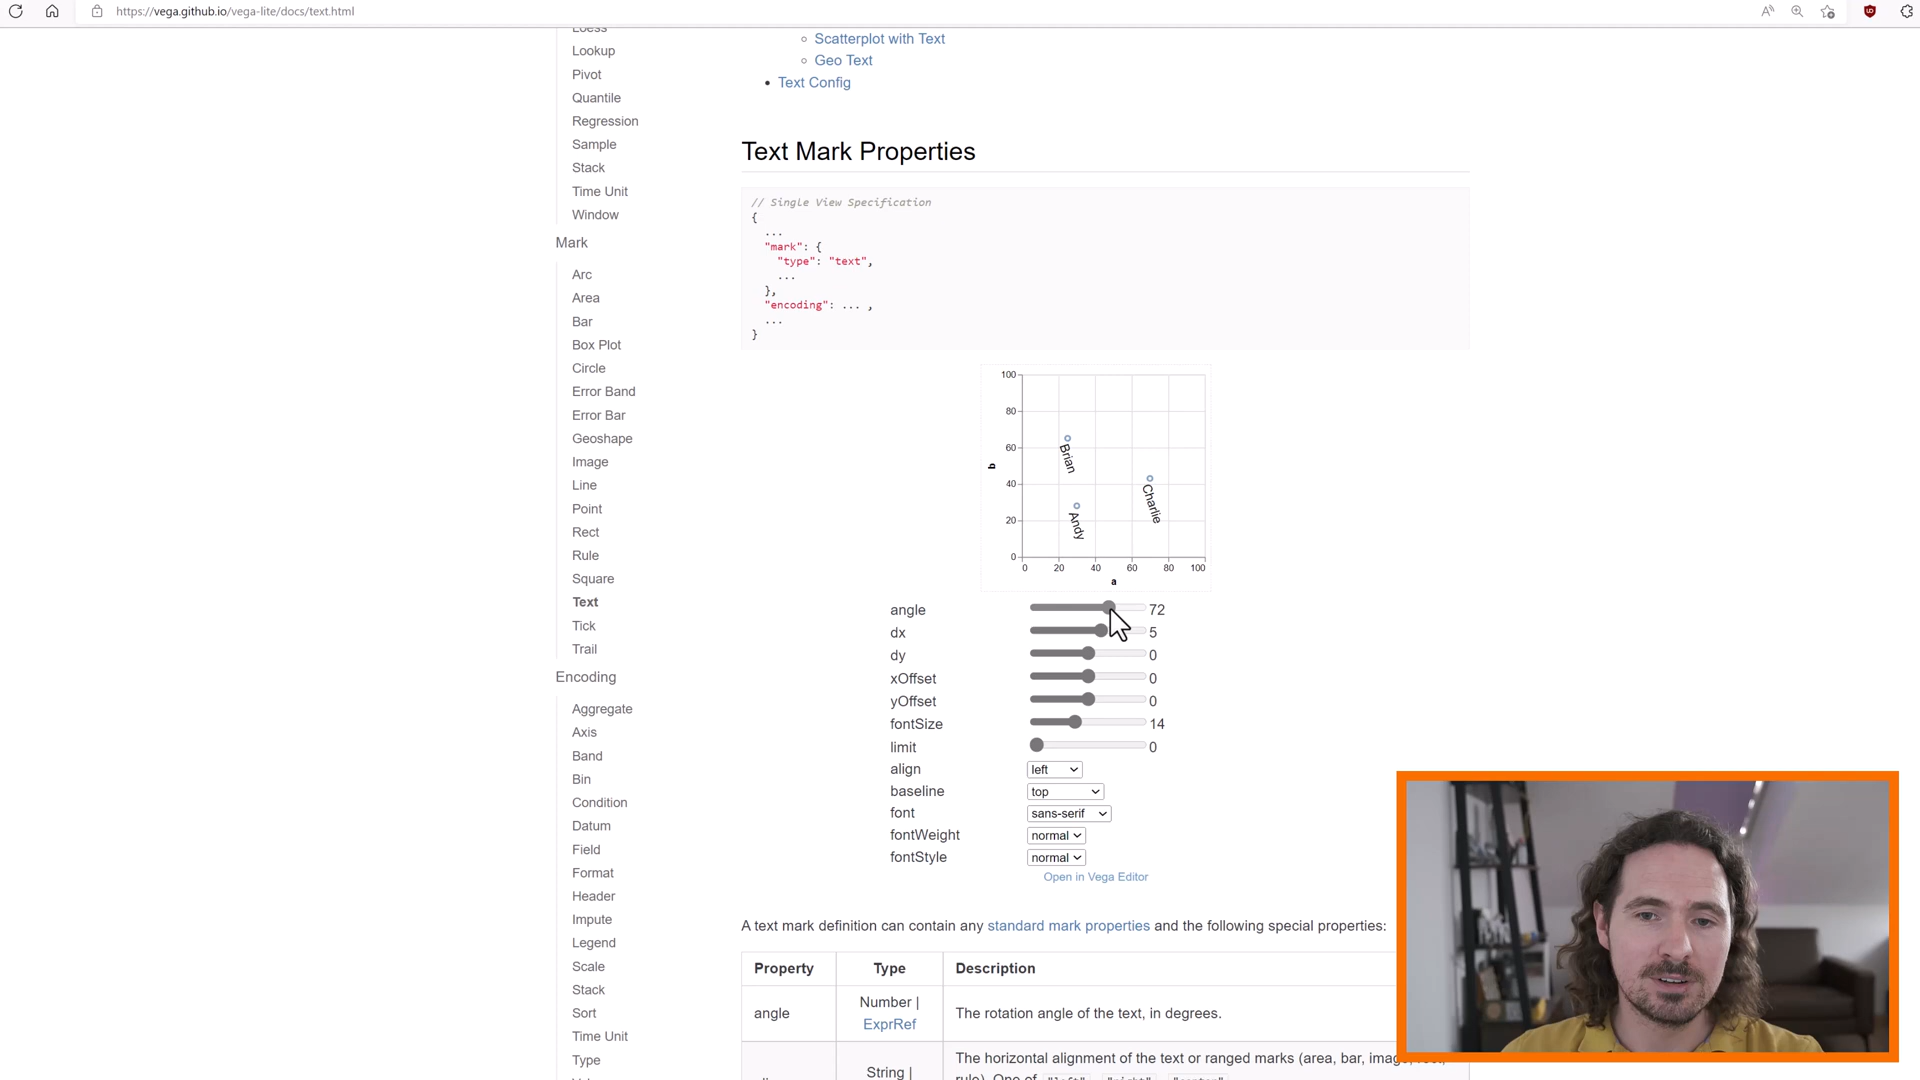 https://vega.github.io/vega-lite/docs/text.html
Lookup
Pivot
Quantile
Regression
Sample
Stack
Time Unit
Window
Mark
Arc
Area
Bar
Box Plot
Circle
Error Band
Error Bar
Geoshape
Image
Line
Point
Rect
Rule
Square
Text
Tick
Trail
Encoding
Aggregate
Axis
Band
Bin
Condition
Datum
Field
Format
Header
Impute
Legend
Scale
Stack
Sort
Time Unit
Type
Scatterplot with Text
Geo Text
Text Config
Text Mark Properties
// Single View Specification
{
...
"mark": {
"type": "text",
...
},
"encoding": ... ,
...
}
100
80
60
40
20
0
b
Brian
Charlie
Andy
0 20 40 60 80 100
a
angle 72
dx 5
dy 0
xOffset 0
yOffset 0
fontSize 14
limit 0
align left
baseline top
font sans-serif
fontWeight normal
fontStyle normal
Open in Vega Editor
A text mark definition can contain any standard mark properties and the following special properties:
Property Type Description
angle Number | ExprRef The rotation angle of the text, in degrees.
String | The horizontal alignment of the text or ranged marks (area, bar,